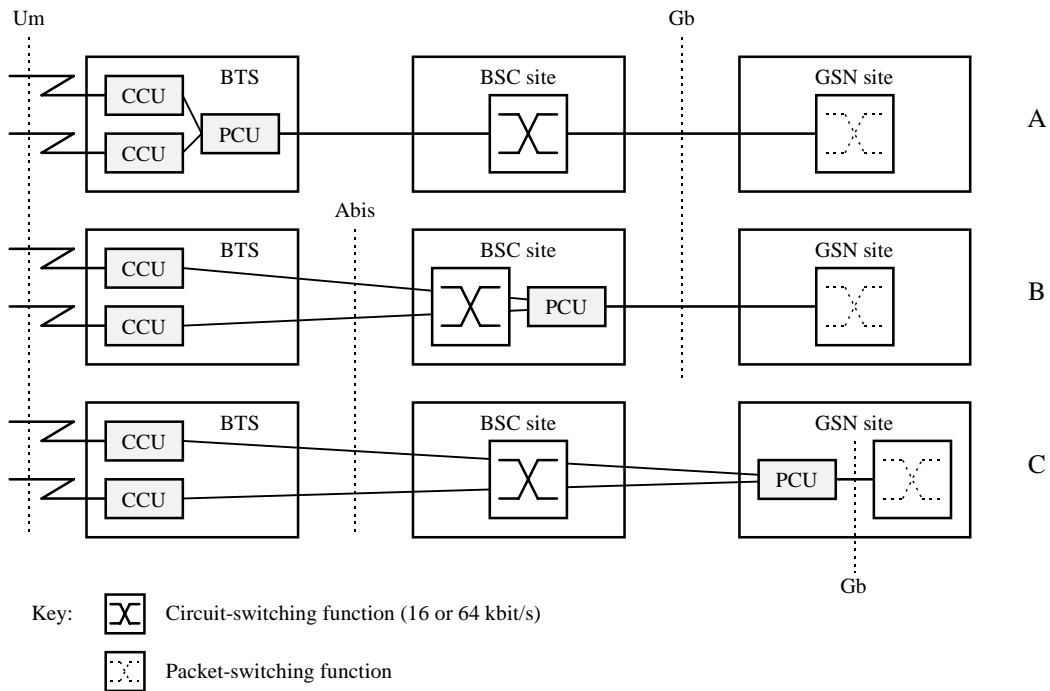 Um
Gb
BTS
BSC site
GSN site
CCU
CCU
PCU
A
Abis
BTS
BSC site
GSN site
CCU
CCU
PCU
B
BTS
BSC site
GSN site
CCU
CCU
PCU
C
Gb
Key:
Circuit-switching function (16 or 64 kbit/s)
Packet-switching function